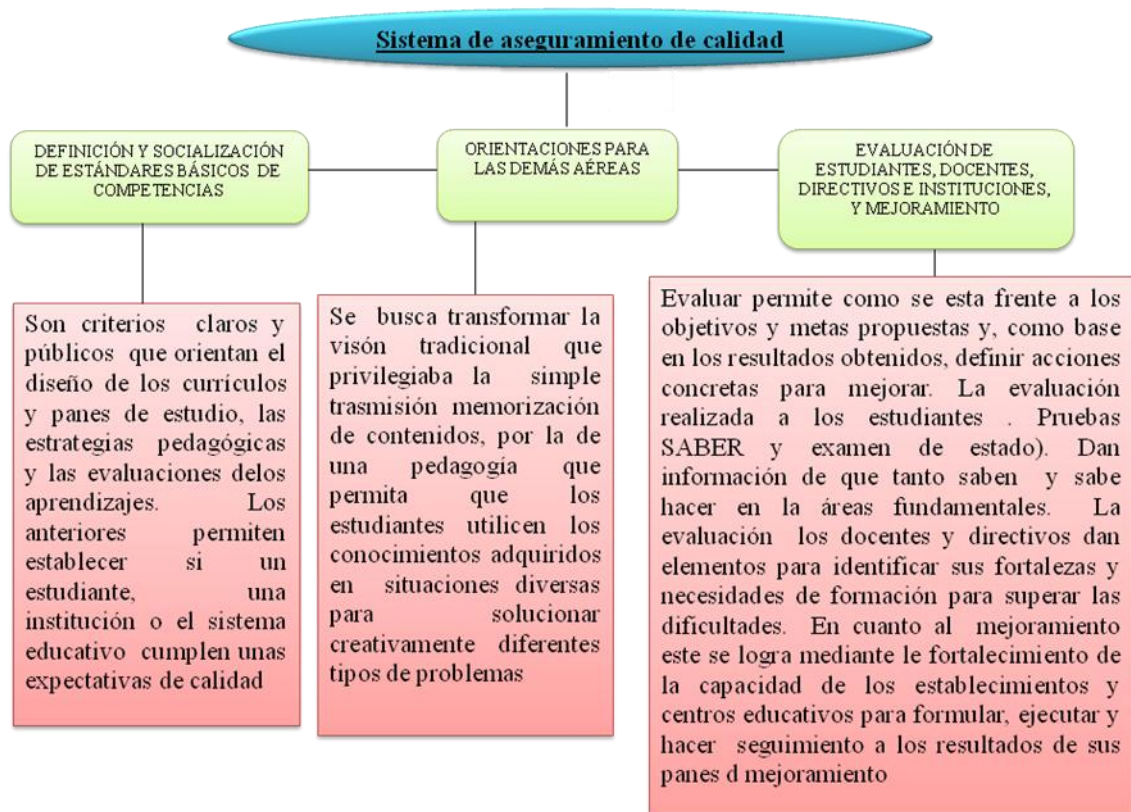 Sistema de aseguramiento de calidad
DEFINICIÓN Y SOCIALIZACIÓN
DE ESTÁNDARES BÁSICOS DE
COMPETENCIAS
ORIENTACIONES PARA
LAS DEMÁS AÉREAS
EVALUACIÓN DE
ESTUDIANTES, DOCENTES,
DIRECTIVOS E INSTITUCIONES,
Y MEJORAMIENTO
Son criterios claros y
públicos que orientan el
diseño de los currículos
y panes de estudio, las
estrategias pedagógicas
y las evaluaciones delos
aprendizajes. Los
anteriores permiten
establecer si un
estudiante, una
institución o el sistema
educativo cumplen unas
expectativas de calidad
Se busca transformar la
visón tradicional que
privilegiaba la simple
trasmisión memorización
de contenidos, por la de
una pedagogía que
permita que los
estudiantes utilicen los
conocimientos adquiridos
en situaciones diversas
para solucionar
creativamente diferentes
tipos de problemas
Evaluar permite como se esta frente a los
objetivos y metas propuestas y, como base
en los resultados obtenidos, definir acciones
concretas para mejorar. La evaluación
realizada a los estudiantes . Pruebas
SABER y examen de estado). Dan
información de que tanto saben y sabe
hacer en la áreas fundamentales. La
evaluación los docentes y directivos dan
elementos para identificar sus fortalezas y
necesidades de formación para superar las
dificultades. En cuanto al mejoramiento
este se logra mediante le fortalecimiento de
la capacidad de los establecimientos y
centros educativos para formular, ejecutar y
hacer seguimiento a los resultados de sus
panes d mejoramiento